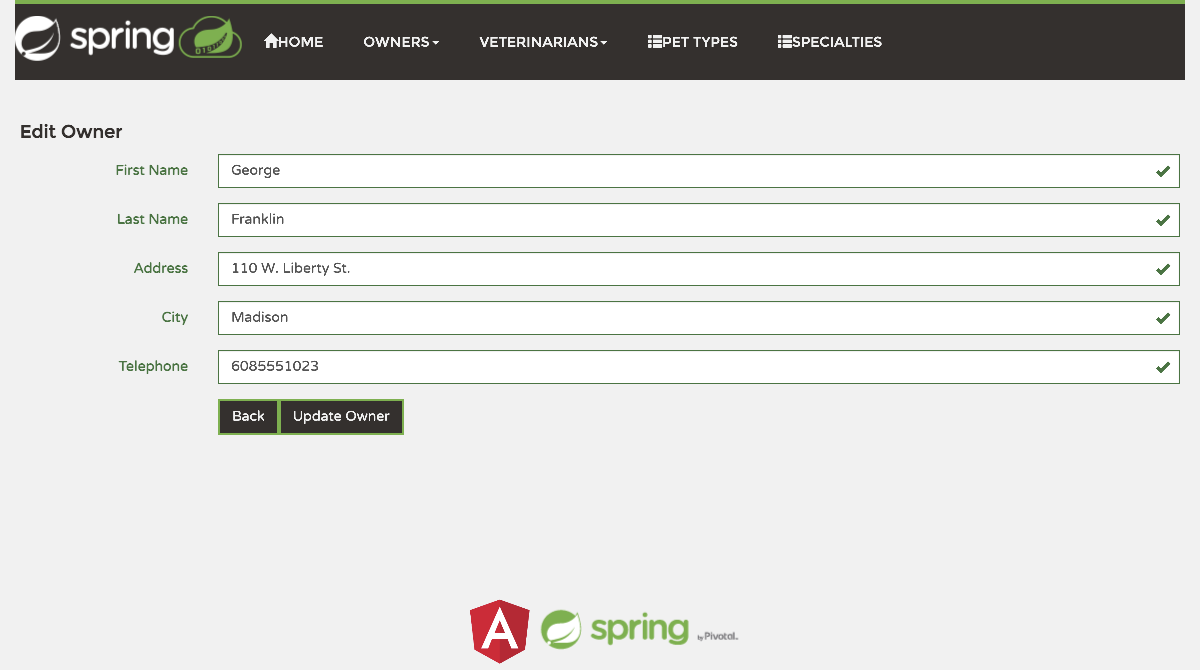 spring
HOME
OWNERS
VETERINARIANS
PET TYPES
SPECIALTIES
Edit Owner
First Name George
Last Name Franklin
Address 110 W. Liberty St.
City Madison
Telephone 6085551023
Back Update Owner
A spring by Pivotal.